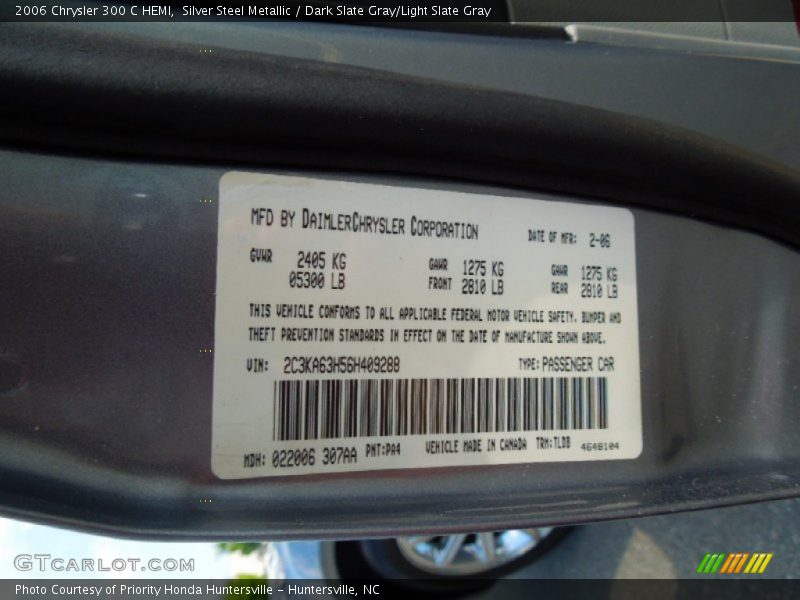 2006 Chrysler 300 C HEMI,  Silver Steel Metallic / Dark Slate Gray/Light Slate Gray
MFD BY DAIMLERCHRYSLER CORPORATION DATE OF MFR: 2-06
GVWR 2405 KG GAWR 1275 KG GAWR 1275 KG
05300 LB FRONT 2810 LB REAR 2810 LB
THIS VEHICLE CONFORMS TO ALL APPLICABLE FEDERAL MOTOR VEHICLE SAFETY, BUMPER AND
THEFT PREVENTION STANDARDS IN EFFECT ON THE DATE OF MANUFACTURE SHOWN ABOVE.
VIN: 2C3KA63H56H409288 TYPE: PASSENGER CAR
MDH: 022006 307AA PNT:PA4 VEHICLE MADE IN CANADA TRM:TLDB 4648104
GTCARLOT.COM
Photo Courtesy of Priority Honda Huntersville - Huntersville, NC